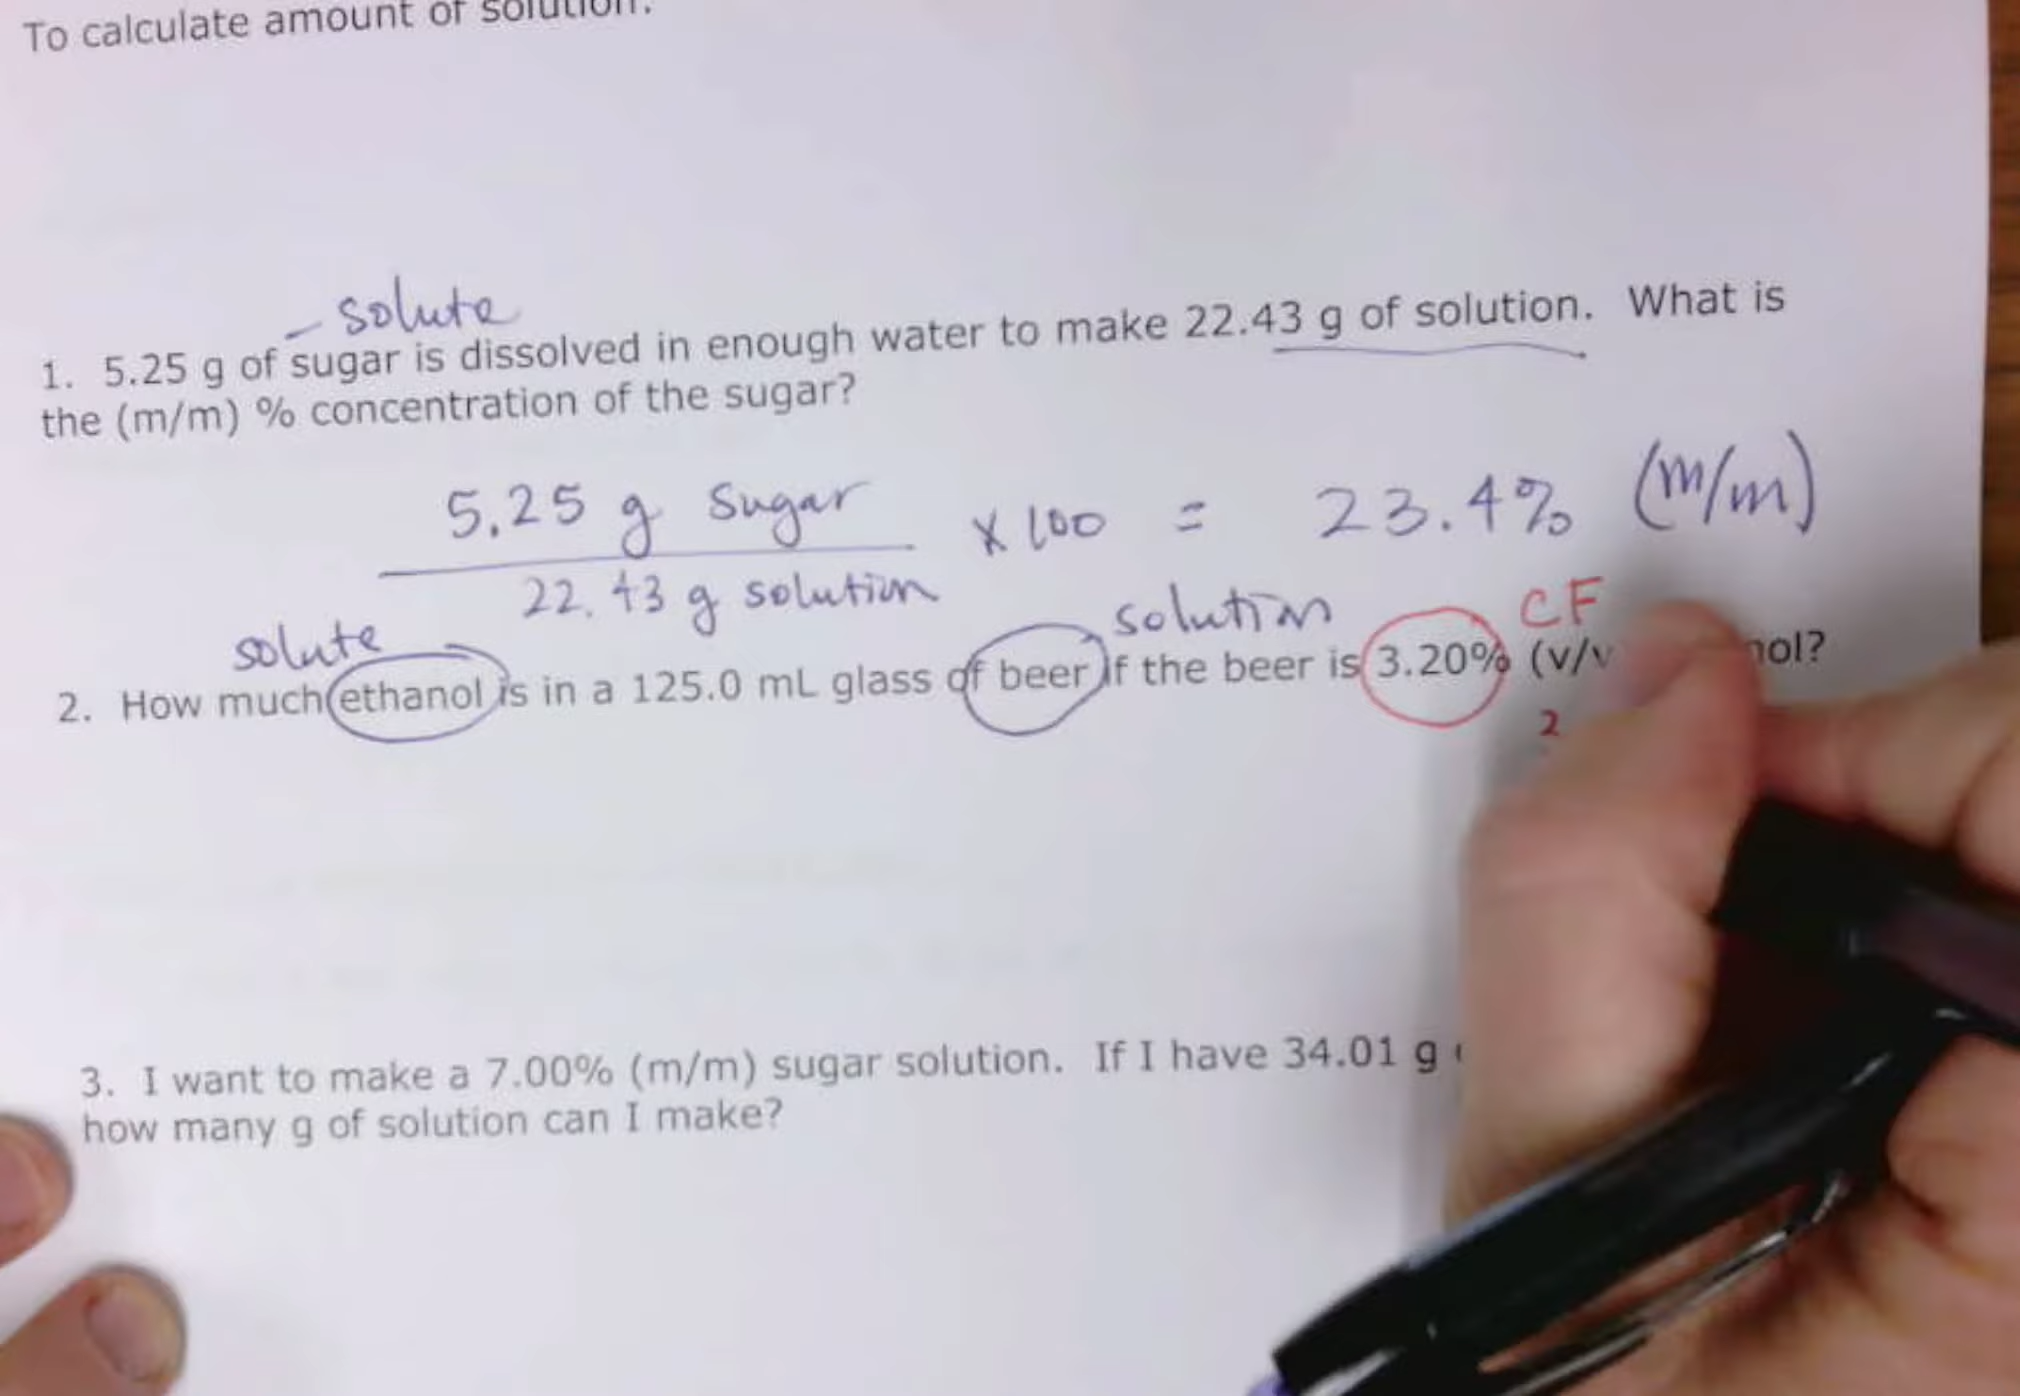 To calculate amount of solution.
- solute
1. 5.25 g of sugar is dissolved in enough water to make 22.43 g of solution. What is
the (m/m) % concentration of the sugar?
5.25 g sugar
x 100 = 23.4% (m/m)
22.43 g solution
solute solution CF
2. How much ethanol is in a 125.0 mL glass of beer if the beer is 3.20% (v/v
2
3. I want to make a 7.00% (m/m) sugar solution. If I have 34.01 g
how many g of solution can I make?